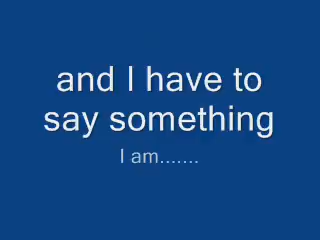 and I have to
say something
I am.......